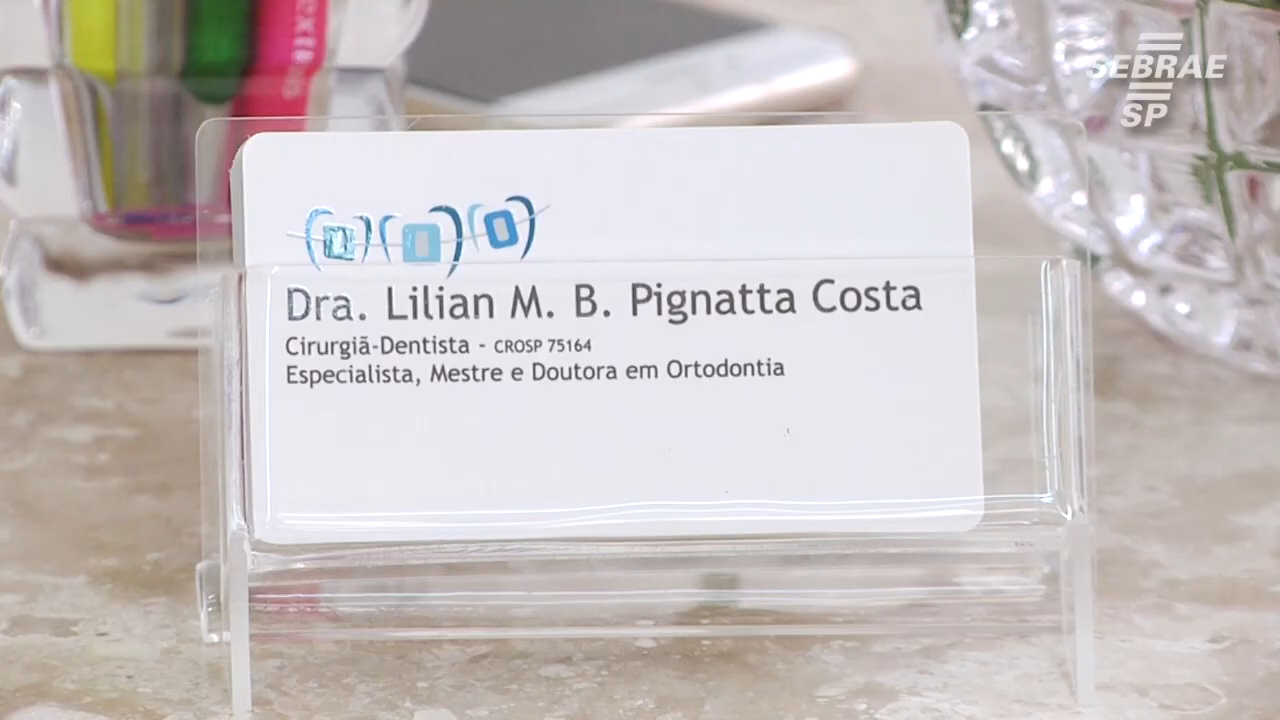 SEBRAE
SP
Dra. Lilian M. B. Pignatta Costa
Cirurgiã-Dentista - CROSP 75164
Especialista, Mestre e Doutora em Ortodontia